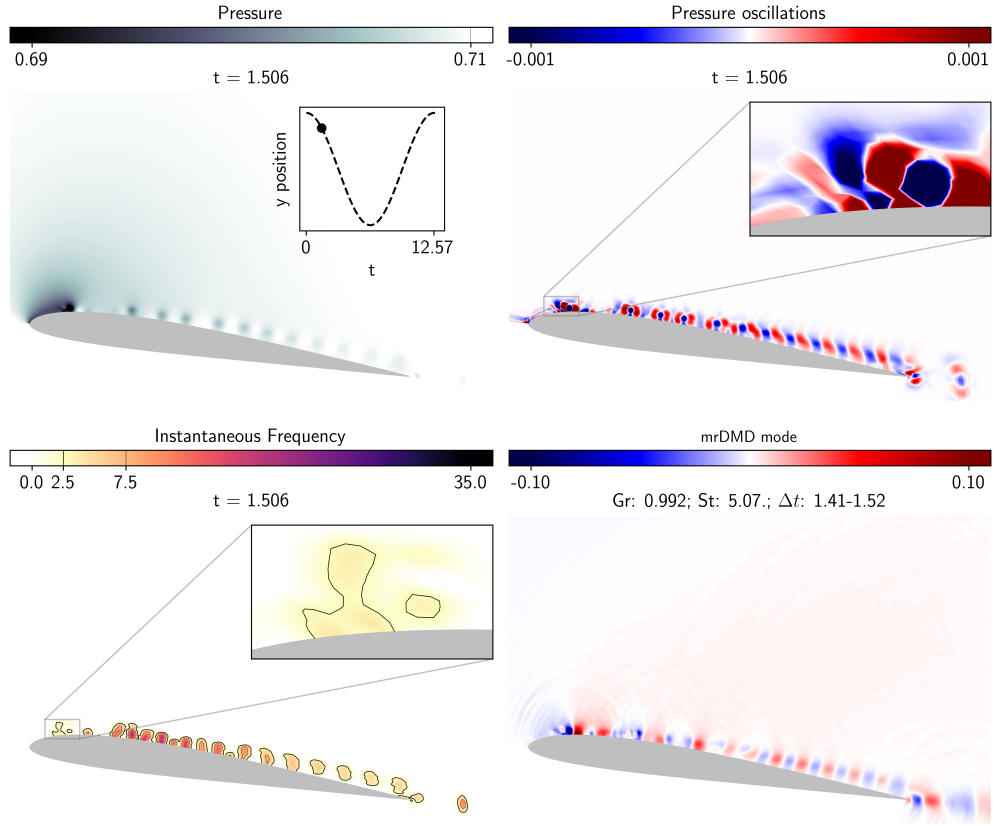 Pressure
0.69 0.71
t = 1.506
y position
0 12.57
t
Pressure oscillations
-0.001 0.001
t = 1.506
Instantaneous Frequency
0.0 2.5 7.5 35.0
t = 1.506
mrDMD mode
-0.10 0.10
Gr: 0.992; St: 5.07.; Δt: 1.41-1.52